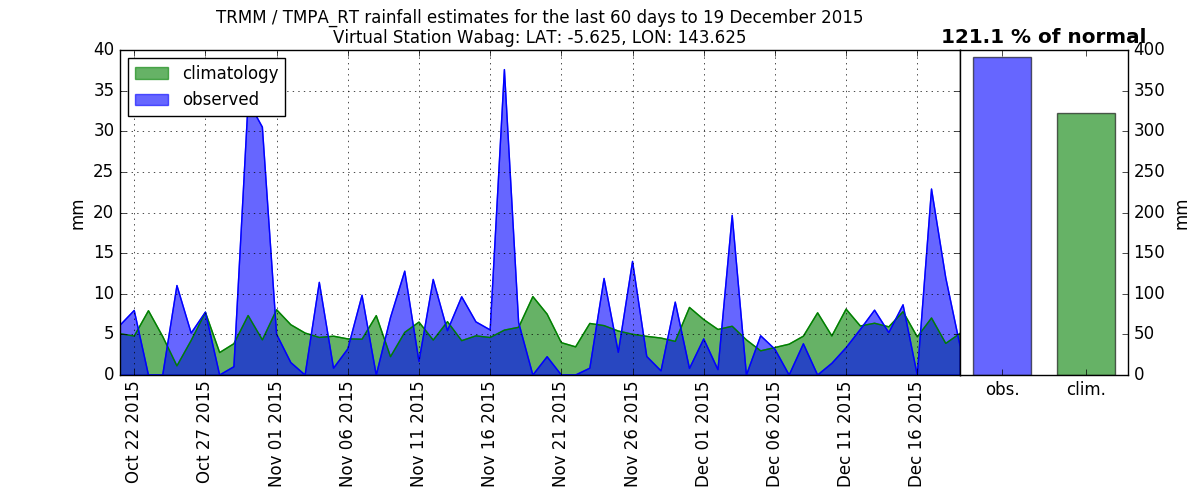 TRMM / TMPA_RT rainfall estimates for the last 60 days to 19 December 2015
Virtual Station Wabag: LAT: -5.625, LON: 143.625
121.1 % of normal
climatology
observed
mm
40
35
30
25
20
15
10
5
0
Oct 22 2015
Oct 27 2015
Nov 01 2015
Nov 06 2015
Nov 11 2015
Nov 16 2015
Nov 21 2015
Nov 26 2015
Dec 01 2015
Dec 06 2015
Dec 11 2015
Dec 16 2015
400
350
300
250
200
150
100
50
0
mm
obs.
clim.